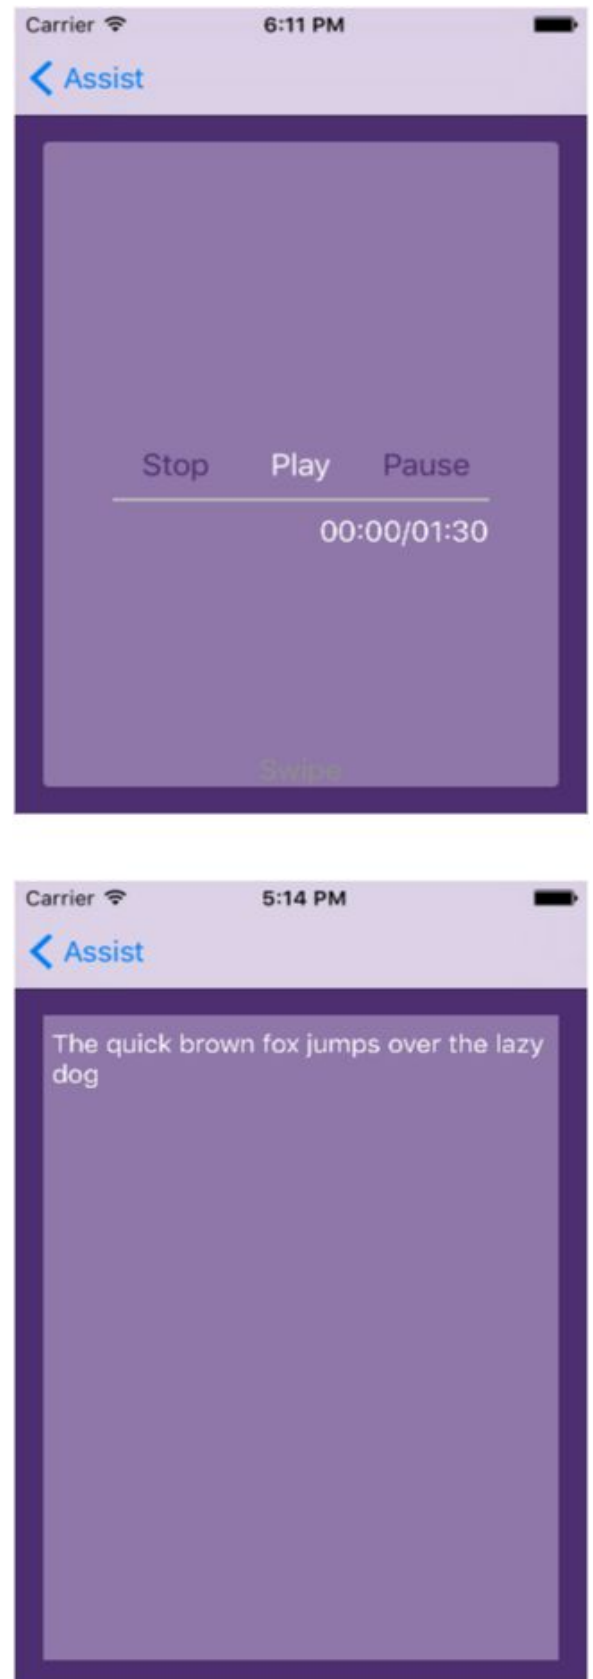 Carrier 6:11 PM
Assist
Stop Play Pause
00:00/01:30
Swipe
Carrier 5:14 PM
Assist
The quick brown fox jumps over the lazy
dog